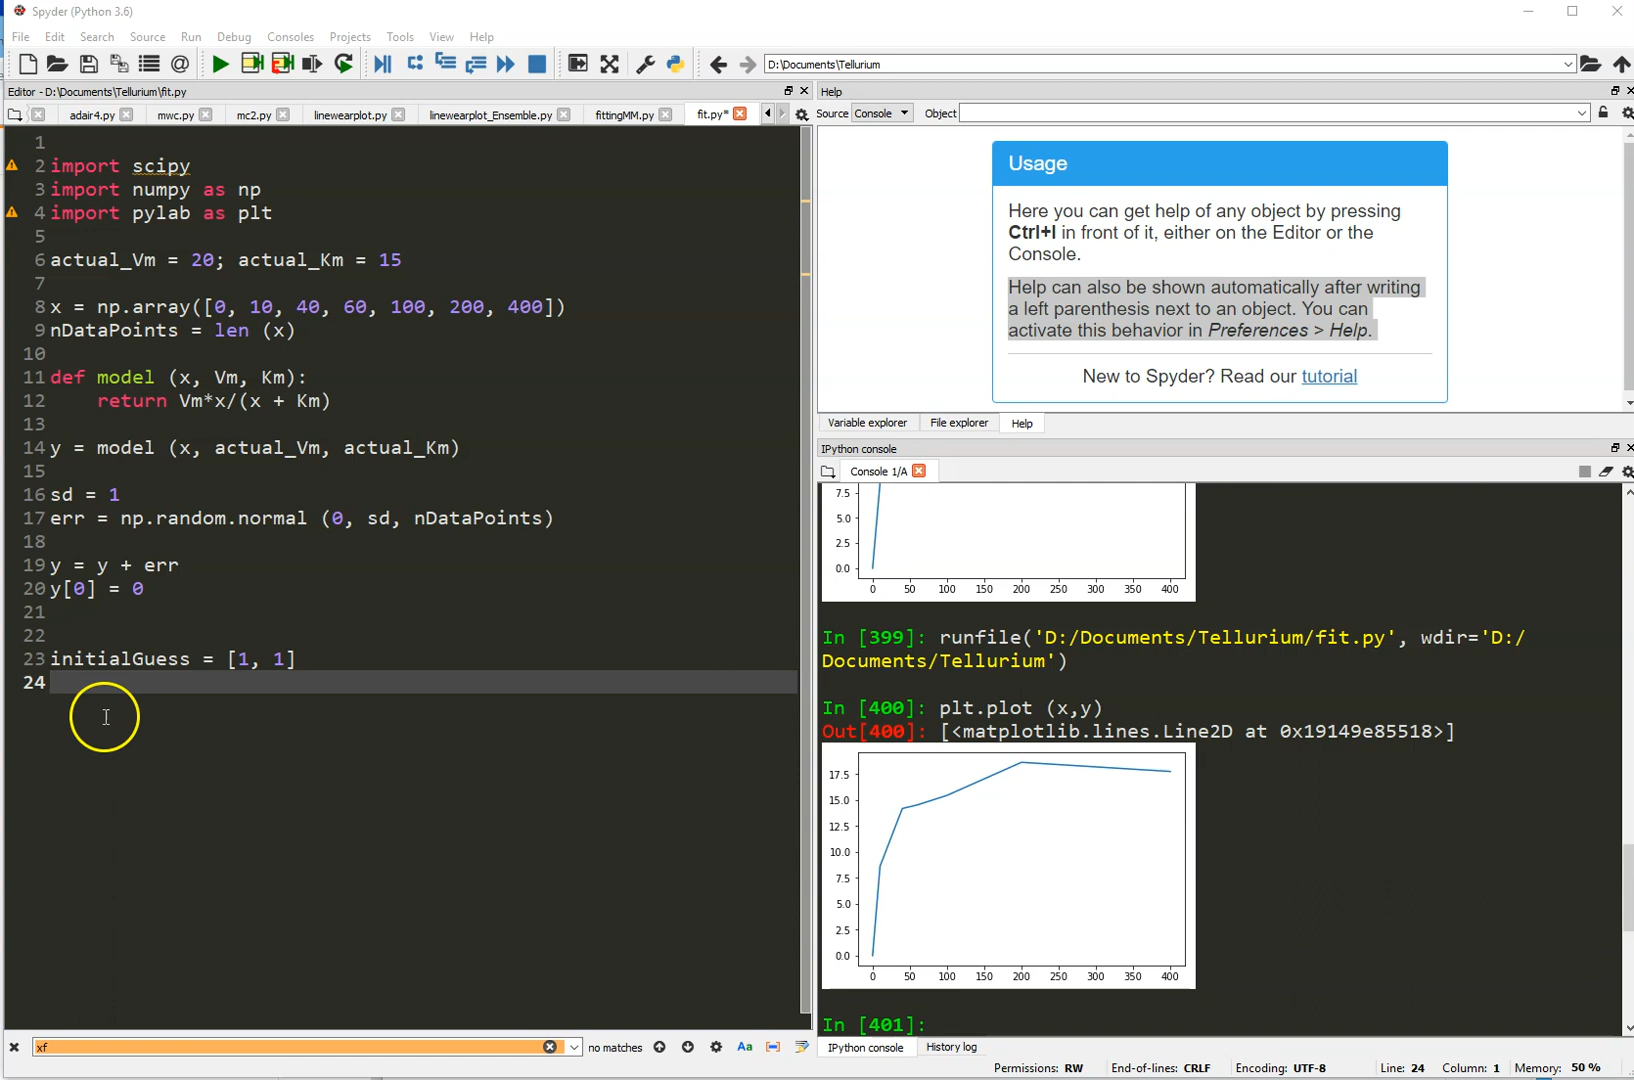 Spyder (Python 3.6)
File Edit Search Source Run Debug Consoles Projects Tools View Help
D:\Documents\Tellurium
Editor - D:\Documents\Tellurium\fit.py
adair4.py mwc.py mc2.py linewearplot.py linewearplot_Ensemble.py fittingMM.py fit.py*
1
2 import scipy
3 import numpy as np
4 import pylab as plt
5
6 actual_Vm = 20; actual_Km = 15
7
8 x = np.array([0, 10, 40, 60, 100, 200, 400])
9 nDataPoints = len (x)
10
11 def model (x, Vm, Km):
12 return Vm*x/(x + Km)
13
14 y = model (x, actual_Vm, actual_Km)
15
16 sd = 1
17 err = np.random.normal (0, sd, nDataPoints)
18
19 y = y + err
20 y[0] = 0
21
22
23 initialGuess = [1, 1]
24
xf
no matches
Aa
Help
Source Console Object
Usage
Here you can get help of any object by pressing
Ctrl+I in front of it, either on the Editor or the
Console.
Help can also be shown automatically after writing
a left parenthesis next to an object. You can
activate this behavior in Preferences > Help.
New to Spyder? Read our tutorial
Variable explorer File explorer Help
IPython console
Console 1/A
7.5
5.0
2.5
0.0
0 50 100 150 200 250 300 350 400
In [399]: runfile('D:/Documents/Tellurium/fit.py', wdir='D:/
Documents/Tellurium')
In [400]: plt.plot (x,y)
Out[400]: [<matplotlib.lines.Line2D at 0x19149e85518>]
17.5
15.0
12.5
10.0
7.5
5.0
2.5
0.0
0 50 100 150 200 250 300 350 400
In [401]:
IPython console History log
Permissions: RW End-of-lines: CRLF Encoding: UTF-8 Line: 24 Column: 1 Memory: 50 %